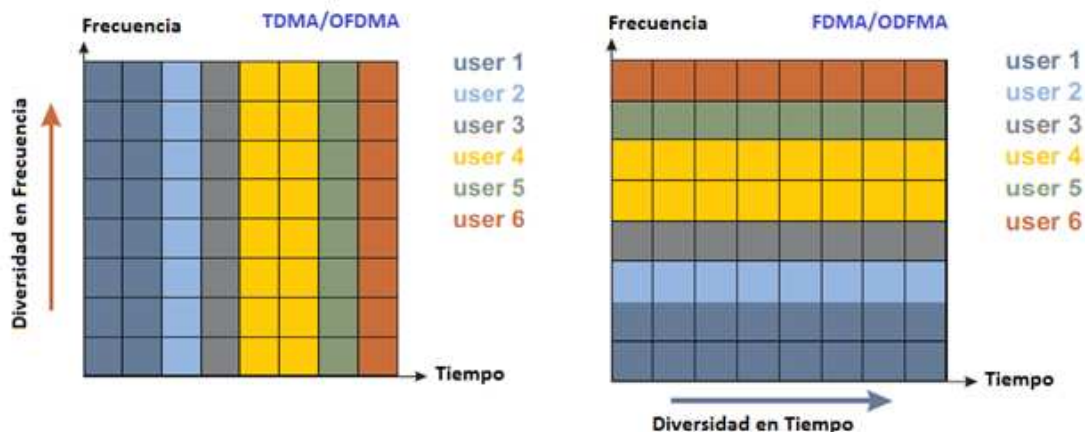 Frecuencia
TDMA/OFDMA
user 1
user 2
user 3
user 4
user 5
user 6
Diversidad en Frecuencia
Tiempo
Frecuencia
FDMA/ODFMA
user 1
user 2
user 3
user 4
user 5
user 6
Tiempo
Diversidad en Tiempo